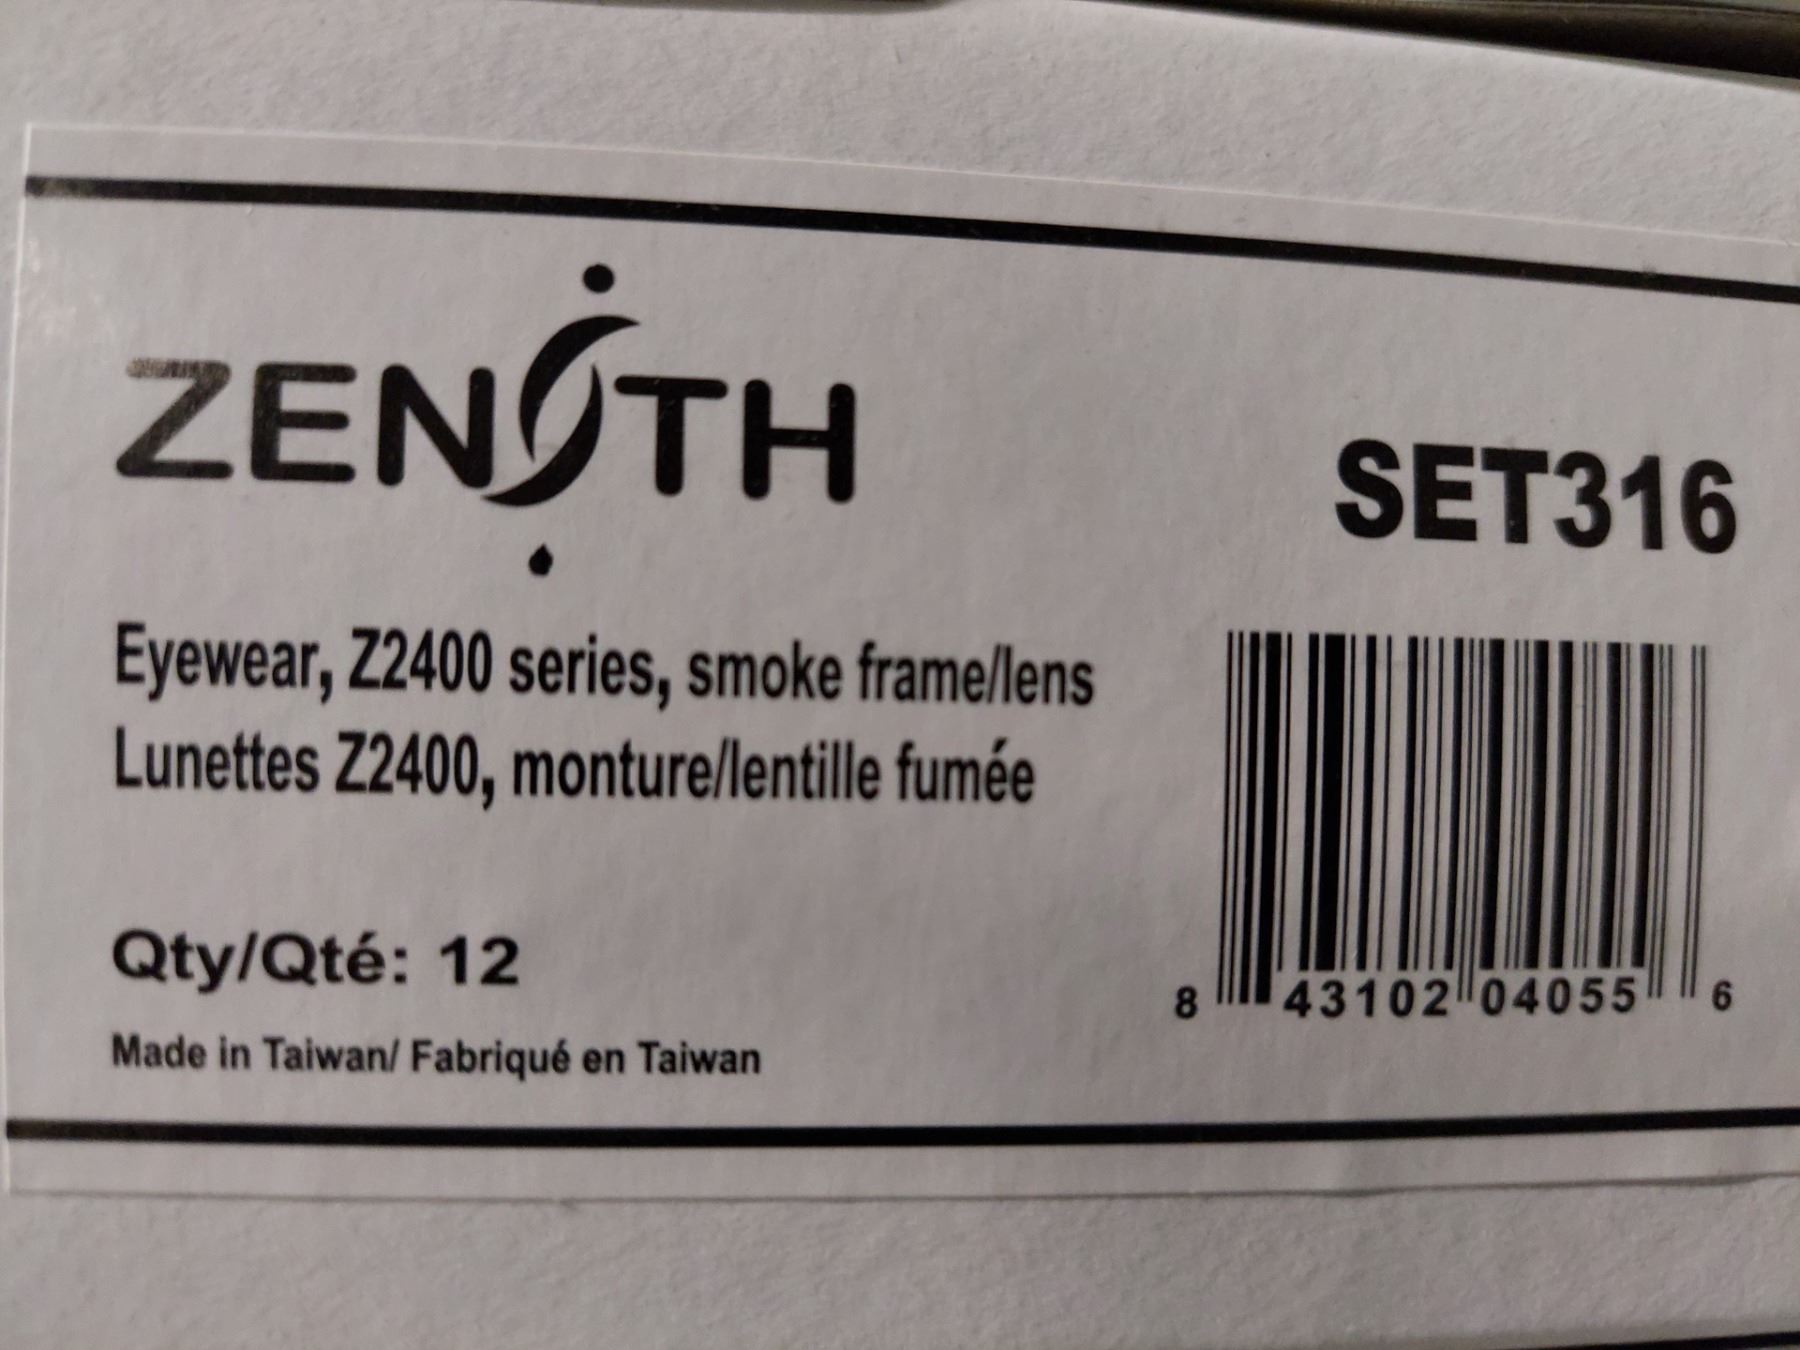 ZENITH
SET316
Eyewear, Z2400 series, smoke frame/lens
Lunettes Z2400, monture/lentille fumée
Qty/Qté: 12
Made in Taiwan/ Fabriqué en Taiwan
8 43102 04055 6